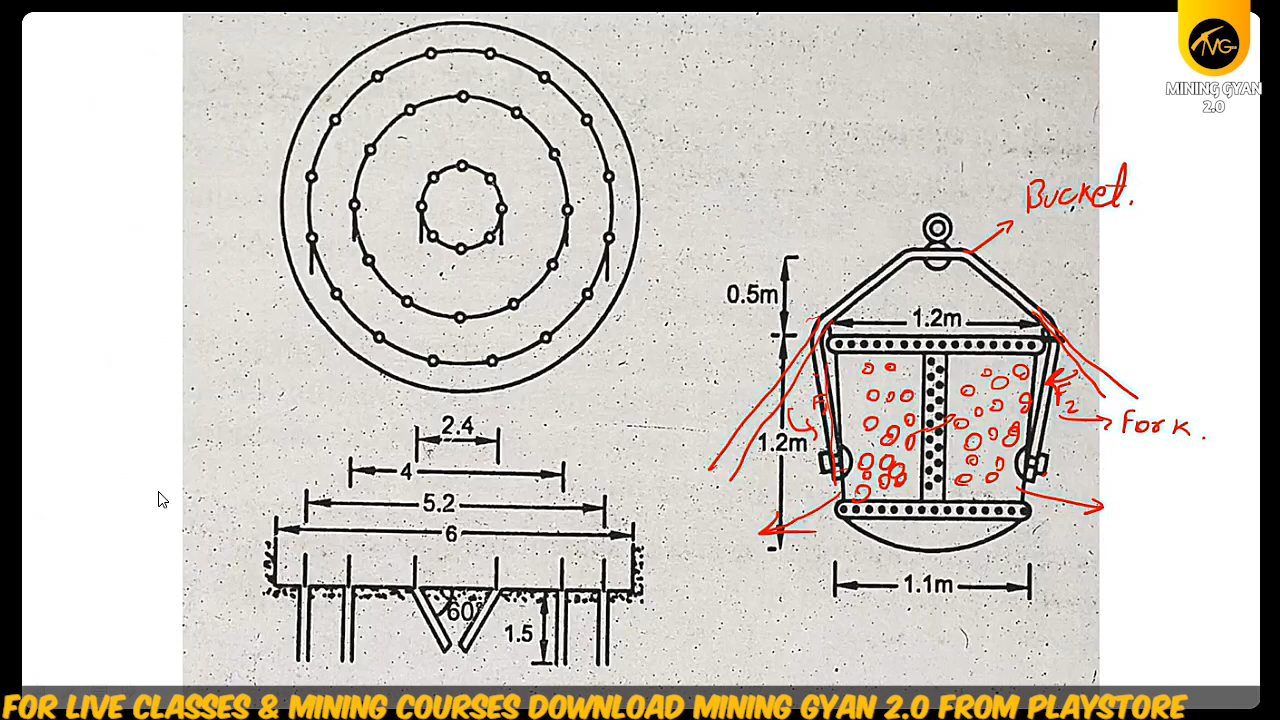 TVG
MINING GYAN
2.0
Bucket.
0.5m
1.2m
F2
Fork.
1.2m
2.4
4
5.2
6
60°
1.5
1.1m
FOR LIVE CLASSES & MINING COURSES DOWNLOAD MINING GYAN 2.0 FROM PLAYSTORE